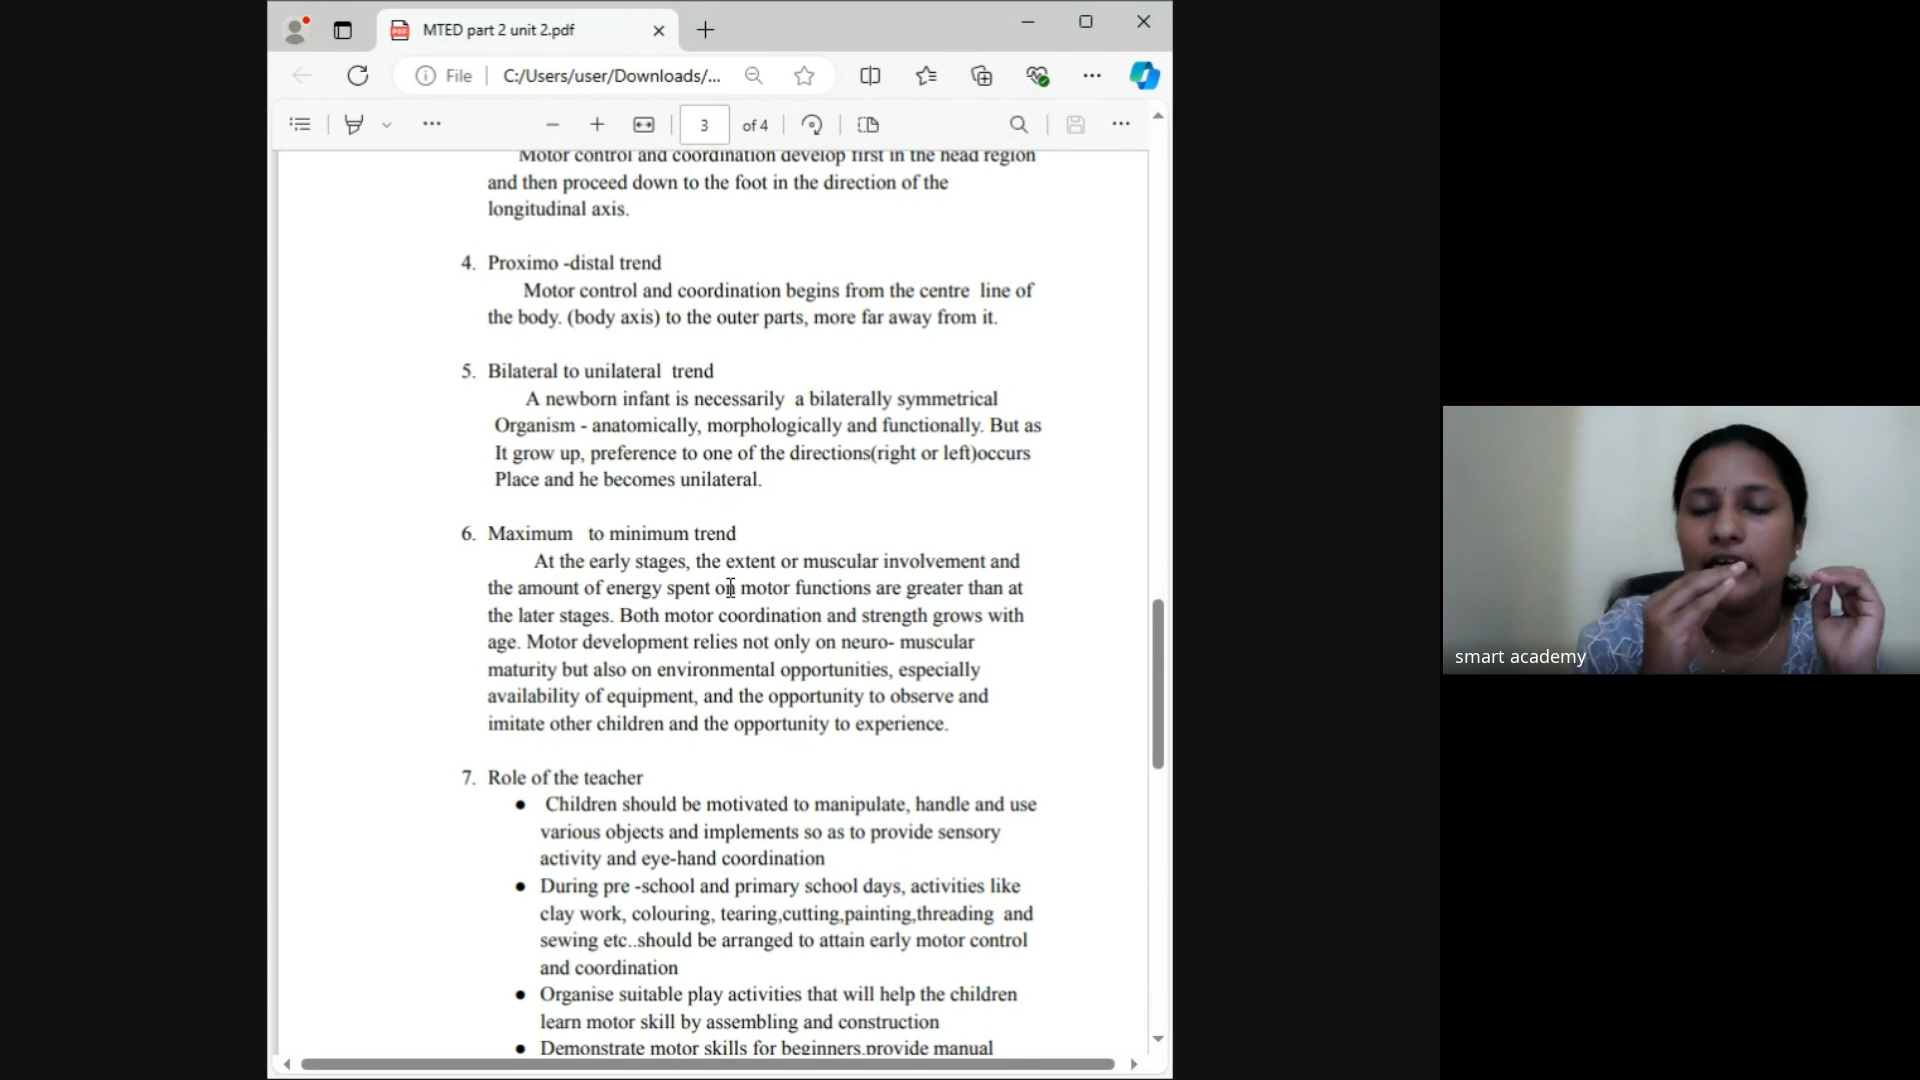 MTED part 2 unit 2.pdf
File
C:/Users/user/Downloads/...
3 of 4
Motor control and coordination develop first in the head region
and then proceed down to the foot in the direction of the
longitudinal axis.
4. Proximo -distal trend
Motor control and coordination begins from the centre line of
the body. (body axis) to the outer parts, more far away from it.
5. Bilateral to unilateral trend
A newborn infant is necessarily a bilaterally symmetrical
Organism - anatomically, morphologically and functionally. But as
It grow up, preference to one of the directions(right or left)occurs
Place and he becomes unilateral.
6. Maximum to minimum trend
At the early stages, the extent or muscular involvement and
the amount of energy spent on motor functions are greater than at
the later stages. Both motor coordination and strength grows with
age. Motor development relies not only on neuro- muscular
maturity but also on environmental opportunities, especially
availability of equipment, and the opportunity to observe and
imitate other children and the opportunity to experience.
7. Role of the teacher
● Children should be motivated to manipulate, handle and use
various objects and implements so as to provide sensory
activity and eye-hand coordination
● During pre -school and primary school days, activities like
clay work, colouring, tearing,cutting,painting,threading and
sewing etc..should be arranged to attain early motor control
and coordination
● Organise suitable play activities that will help the children
learn motor skill by assembling and construction
● Demonstrate motor skills for beginners,provide manual
smart academy